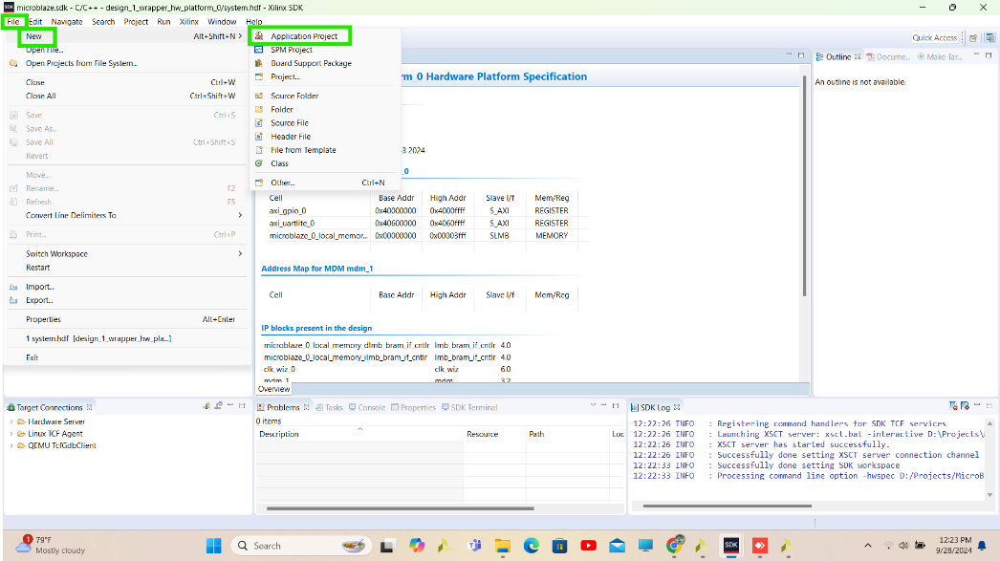 microblaze.sdk - C/C++ - design_1_wrapper_hw_platform_0/system.hdf - Xilinx SDK
File Edit Navigate Search Project Run Xilinx Window Help
New Alt+Shift+N >
Open File...
Open Projects from File System...
Close Ctrl+W
Close All Ctrl+Shift+W
Save Ctrl+S
Save As...
Save All Ctrl+Shift+S
Revert
Move...
Rename... F2
Refresh F5
Convert Line Delimiters To >
Print... Ctrl+P
Switch Workspace >
Restart
Import...
Export...
Properties Alt+Enter
1 system.hdf [design_1_wrapper_hw_pla...]
Exit
Application Project
SPM Project
Board Support Package
Project...
Source Folder
Folder
Source File
Header File
File from Template
Class
Other... Ctrl+N
Quick Access
rm_0 Hardware Platform Specification
3 2024
_0
Cell Base Addr High Addr Slave I/f Mem/Reg
axi_gpio_0 0x40000000 0x4000ffff S_AXI REGISTER
axi_uartlite_0 0x40600000 0x4060ffff S_AXI REGISTER
microblaze_0_local_memor... 0x00000000 0x00003fff SLMB MEMORY
Address Map for MDM mdm_1
Cell Base Addr High Addr Slave I/f Mem/Reg
IP blocks present in the design
microblaze_0_local_memory_dlmb_bram_if_cntlr lmb_bram_if_cntlr 4.0
microblaze_0_local_memory_ilmb_bram_if_cntlr lmb_bram_if_cntlr 4.0
clk_wiz_0 clk_wiz 6.0
mdm_1 mdm 3.2
Overview
Outline Docume... Make Tar...
An outline is not available.
Target Connections
> Hardware Server
> Linux TCF Agent
> QEMU TcfGdbClient
Problems Tasks Console Properties SDK Terminal
0 items
Description Resource Path Loc
SDK Log
12:22:26 INFO : Registering command handlers for SDK TCF services
12:22:26 INFO : Launching XSCT server: xsct.bat -interactive D:\Projects\
12:22:26 INFO : XSCT server has started successfully.
12:22:26 INFO : Successfully done setting XSCT server connection channel
12:22:33 INFO : Successfully done setting SDK workspace
12:22:33 INFO : Processing command line option -hwspec D:/Projects/MicroB
1
79°F
Mostly cloudy
Search
SDK
12:23 PM
9/28/2024